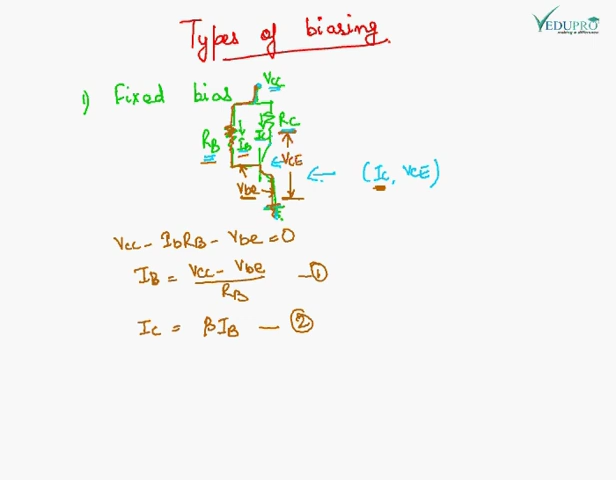 Types of biasing
VEDUPRO
making a difference
1) Fixed bias
Vcc
RB
IB
Ic
Rc
VCE
Vbe
(Ic, VCE)
Vcc - IbRB - Vbe = 0
IB = Vcc - Vbe / RB — ①
Ic = βIB — ②